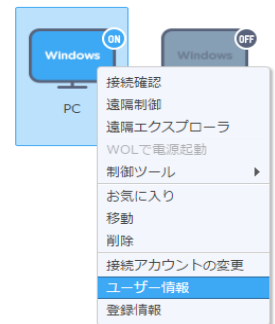 ON
OFF
Windows
Windows
PC
接続確認
遠隔制御
遠隔エクスプローラ
WOLで電源起動
制御ツール
お気に入り
移動
削除
接続アカウントの変更
ユーザー情報
登録情報